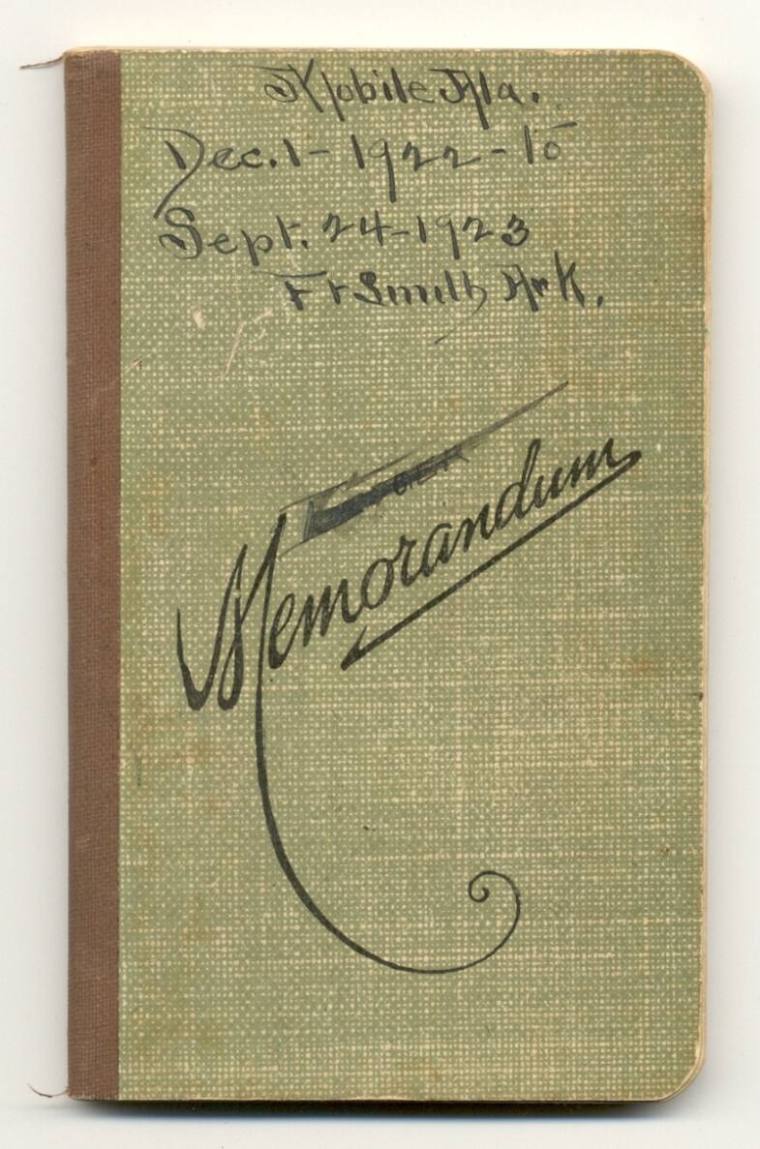 Mobile Ala.
Dec. 1 - 1922 - to
Sept. 24 - 1923
Ft Smith Ark.
Memorandum